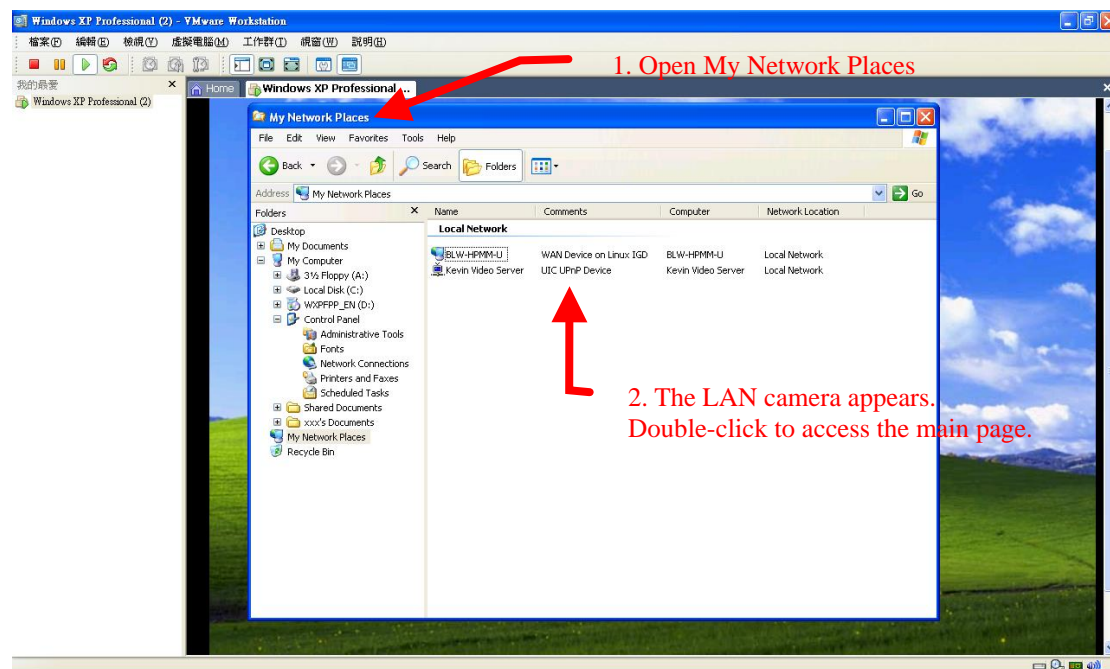 Windows XP Professional (2) - VMware Workstation
檔案(F) 編輯(E) 檢視(V) 虛擬電腦(M) 工作群(T) 視窗(W) 說明(H)
1. Open My Network Places
我的最愛 ×
Home Windows XP Professional ...
Windows XP Professional (2)
My Network Places
File Edit View Favorites Tools Help
Back Search Folders
Address My Network Places Go
Folders × Name Comments Computer Network Location
Desktop
Local Network
My Documents
BLW-HPMM-U WAN Device on Linux IGD BLW-HPMM-U Local Network
My Computer
Kevin Video Server UIC UPnP Device Kevin Video Server Local Network
3½ Floppy (A:)
Local Disk (C:)
WXPFPP_EN (D:)
Control Panel
Administrative Tools
Fonts
Network Connections
Printers and Faxes
Scheduled Tasks
Shared Documents
xxx's Documents
My Network Places
Recycle Bin
2. The LAN camera appears.
Double-click to access the main page.